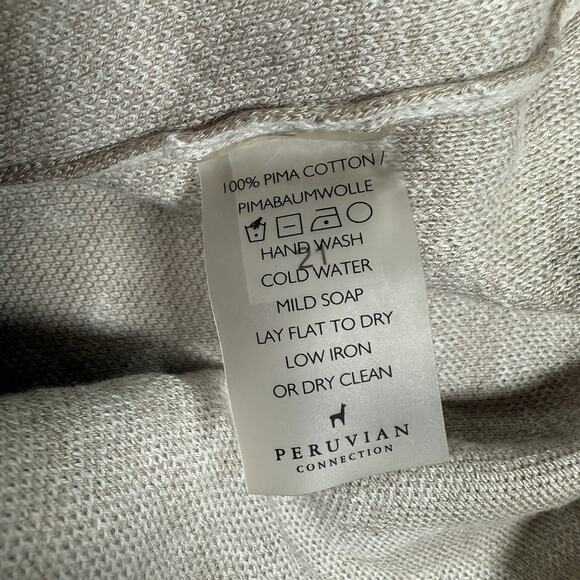 100% PIMA COTTON /
PIMABAUMWOLLE
HAND WASH
21
COLD WATER
MILD SOAP
LAY FLAT TO DRY
LOW IRON
OR DRY CLEAN
PERUVIAN
CONNECTION